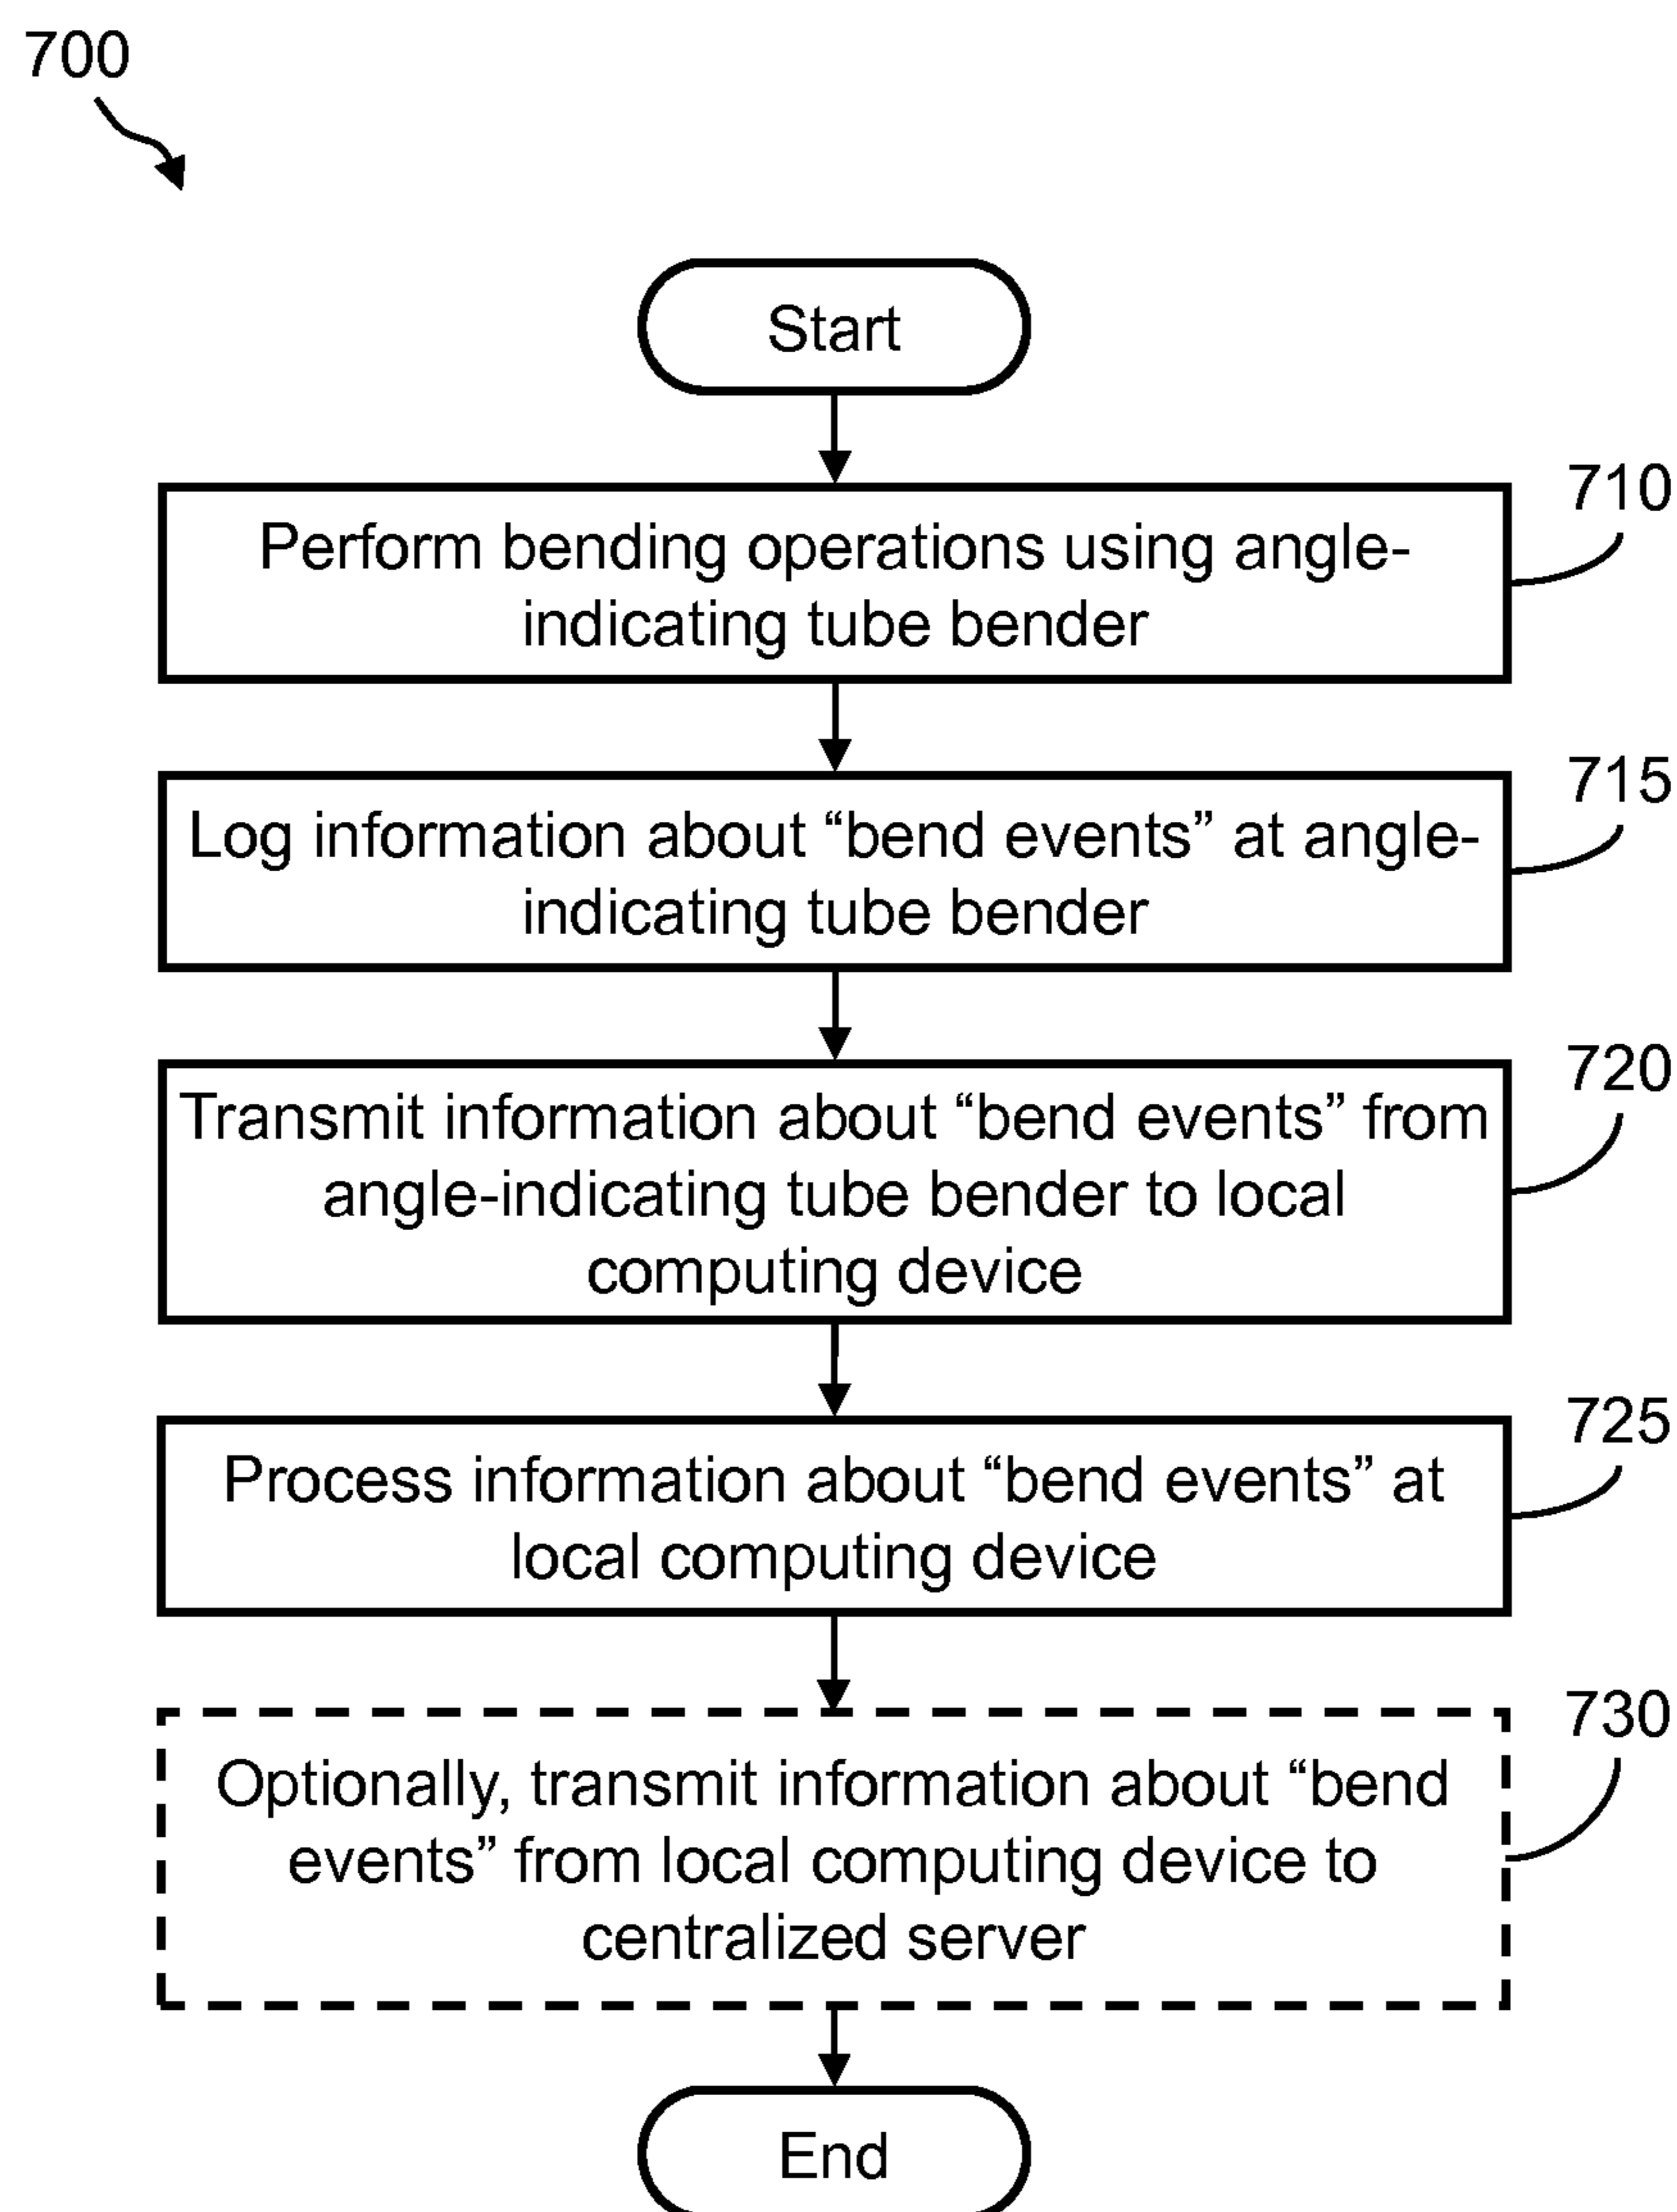 700
Start
710
Perform bending operations using angle-
indicating tube bender
715
Log information about “bend events” at angle-
indicating tube bender
720
Transmit information about “bend events” from
angle-indicating tube bender to local
computing device
725
Process information about “bend events” at
local computing device
730
Optionally, transmit information about “bend
events” from local computing device to
centralized server
End